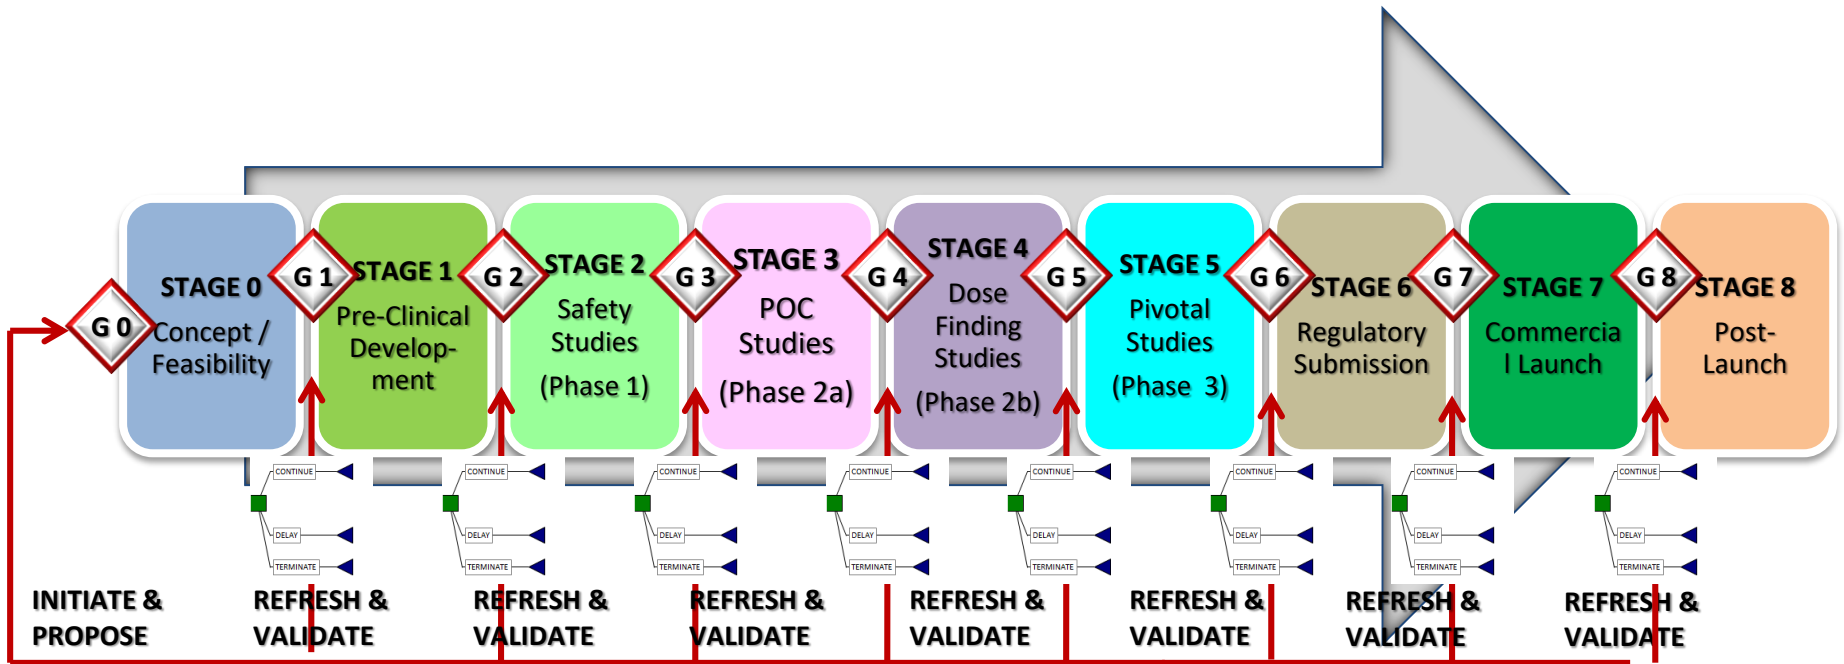 G 0
STAGE 0
Concept /
Feasibility
G 1
STAGE 1
Pre-Clinical
Develop-
ment
G 2
STAGE 2
Safety
Studies
(Phase 1)
G 3
STAGE 3
POC
Studies
(Phase 2a)
G 4
STAGE 4
Dose
Finding
Studies
(Phase 2b)
G 5
STAGE 5
Pivotal
Studies
(Phase 3)
G 6
STAGE 6
Regulatory
Submission
G 7
STAGE 7
Commercia
l Launch
G 8
STAGE 8
Post-
Launch
CONTINUE
DELAY
TERMINATE
CONTINUE
DELAY
TERMINATE
CONTINUE
DELAY
TERMINATE
CONTINUE
DELAY
TERMINATE
CONTINUE
DELAY
TERMINATE
CONTINUE
DELAY
TERMINATE
CONTINUE
DELAY
TERMINATE
CONTINUE
DELAY
TERMINATE
INITIATE &
PROPOSE
REFRESH &
VALIDATE
REFRESH &
VALIDATE
REFRESH &
VALIDATE
REFRESH &
VALIDATE
REFRESH &
VALIDATE
REFRESH &
VALIDATE
REFRESH &
VALIDATE